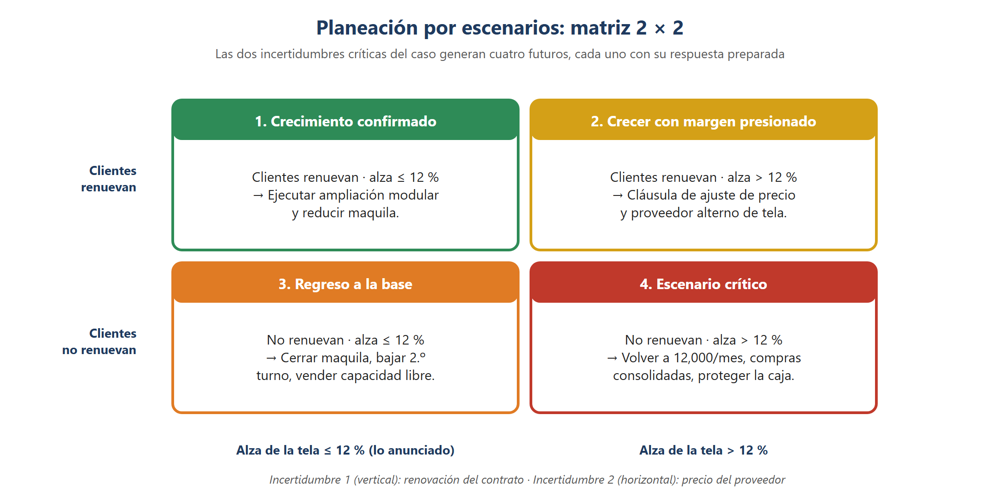 Planeación por escenarios: matriz 2 × 2
Las dos incertidumbres críticas del caso generan cuatro futuros, cada uno con su respuesta preparada
1. Crecimiento confirmado
2. Crecer con margen presionado
Clientes
renuevan
Clientes renuevan · alza ≤ 12 %
→ Ejecutar ampliación modular
y reducir maquila.
Clientes renuevan · alza > 12 %
→ Cláusula de ajuste de precio
y proveedor alterno de tela.
3. Regreso a la base
4. Escenario crítico
Clientes
no renuevan
No renuevan · alza ≤ 12 %
→ Cerrar maquila, bajar 2.º
turno, vender capacidad libre.
No renuevan · alza > 12 %
→ Volver a 12,000/mes, compras
consolidadas, proteger la caja.
Alza de la tela ≤ 12 % (lo anunciado)
Alza de la tela > 12 %
Incertidumbre 1 (vertical): renovación del contrato · Incertidumbre 2 (horizontal): precio del proveedor